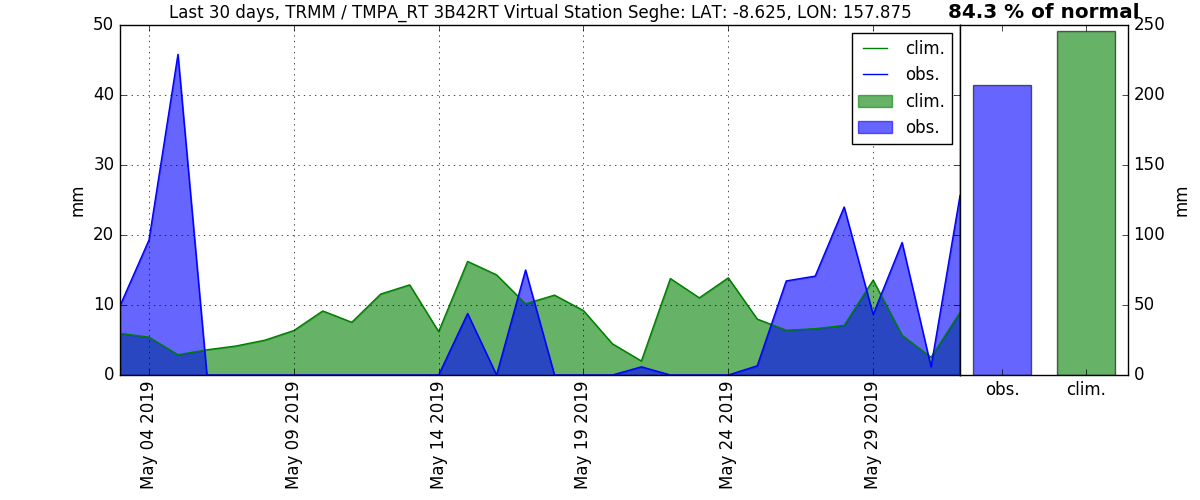 Last 30 days, TRMM / TMPA_RT 3B42RT Virtual Station Seghe: LAT: -8.625, LON: 157.875
84.3 % of normal
50
40
30
20
10
0
mm
clim.
obs.
clim.
obs.
250
200
150
100
50
0
mm
obs.
clim.
May 04 2019
May 09 2019
May 14 2019
May 19 2019
May 24 2019
May 29 2019